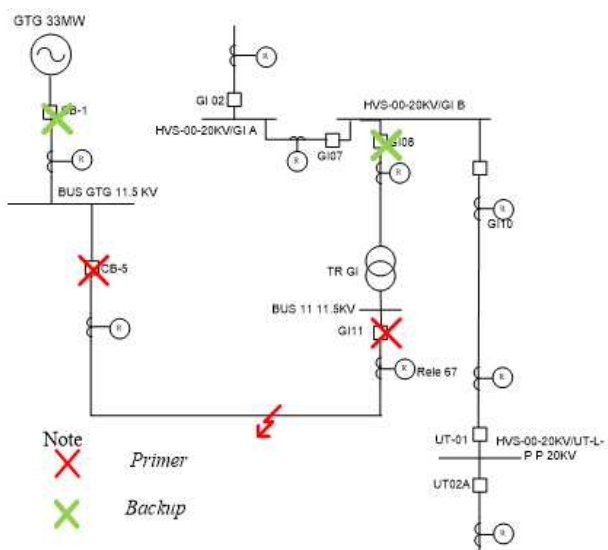 GTG 33MW
CB-1
R
BUS GTG 11.5 KV
CB-5
R
R
GI 02
HVS-00-20KV/GI A
R
GI07
HVS-00-20KV/GI B
GI08
R
GI10
R
TR GI
BUS 11 11.5KV
GI11
R
Rele 67
R
UT-01
HVS-00-20KV/UT-L-
P P 20KV
UT02A
R
Note
Primer
Backup